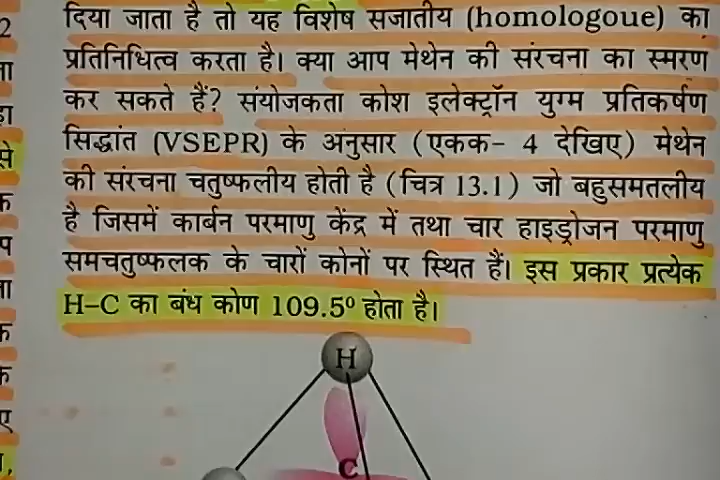 दिया जाता है तो यह विशेष सजातीय (homologoue) का
प्रतिनिधित्व करता है। क्या आप मेथेन की संरचना का स्मरण
कर सकते हैं? संयोजकता कोश इलेक्ट्रॉन युग्म प्रतिकर्षण
सिद्धांत (VSEPR) के अनुसार (एकक- 4 देखिए) मेथेन
की संरचना चतुष्फलीय होती है (चित्र 13.1) जो बहुसमतलीय
है जिसमें कार्बन परमाणु केंद्र में तथा चार हाइड्रोजन परमाणु
समचतुष्फलक के चारों कोनों पर स्थित हैं। इस प्रकार प्रत्येक
H–C का बंध कोण 109.5⁰ होता है।
H
C